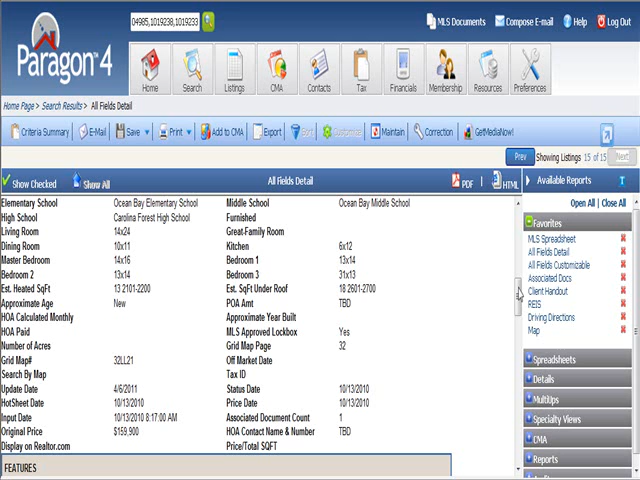 04985,1019238,1019233
MLS Documents Compose E-mail Help Log Out
Paragon™4
Home Search Listings CMA Contacts Tax Financials Membership Resources Preferences
Home Page > Search Results > All Fields Detail
Criteria Summary E-Mail Save Print Add to CMA Export Sort Customize Maintain Correction GetMediaNow!
Prev Showing Listings 15 of 15 Next
Show Checked Show All All Fields Detail PDF | HTML Available Reports
Open All | Close All
Elementary School Ocean Bay Elementary School Middle School Ocean Bay Middle School
High School Carolina Forest High School Furnished
Living Room 14x24 Great-Family Room
Dining Room 10x11 Kitchen 6x12
Master Bedroom 14x16 Bedroom 1 13x14
Bedroom 2 13x14 Bedroom 3 31x13
Est. Heated SqFt 13 2101-2200 Est. SqFt Under Roof 18 2601-2700
Approximate Age New POA Amt TBD
HOA Calculated Monthly Approximate Year Built
HOA Paid MLS Approved Lockbox Yes
Number of Acres Grid Map Page 32
Grid Map# 32LL21 Off Market Date
Search By Map Tax ID
Update Date 4/6/2011 Status Date 10/13/2010
HotSheet Date 10/13/2010 Price Date 10/13/2010
Input Date 10/13/2010 8:17:00 AM Associated Document Count 1
Original Price $159,900 HOA Contact Name & Number TBD
Display on Realtor.com Price/Total SQFT
FEATURES
Favorites
MLS Spreadsheet
All Fields Detail
All Fields Customizable
Associated Docs
Client Handout
REIS
Driving Directions
Map
Spreadsheets
Details
MultiUps
Specialty Views
CMA
Reports